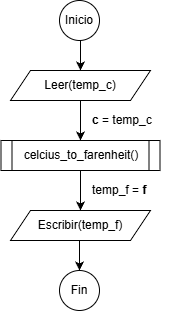 Inicio
Leer(temp_c)
c = temp_c
celcius_to_farenheit()
temp_f = f
Escribir(temp_f)
Fin